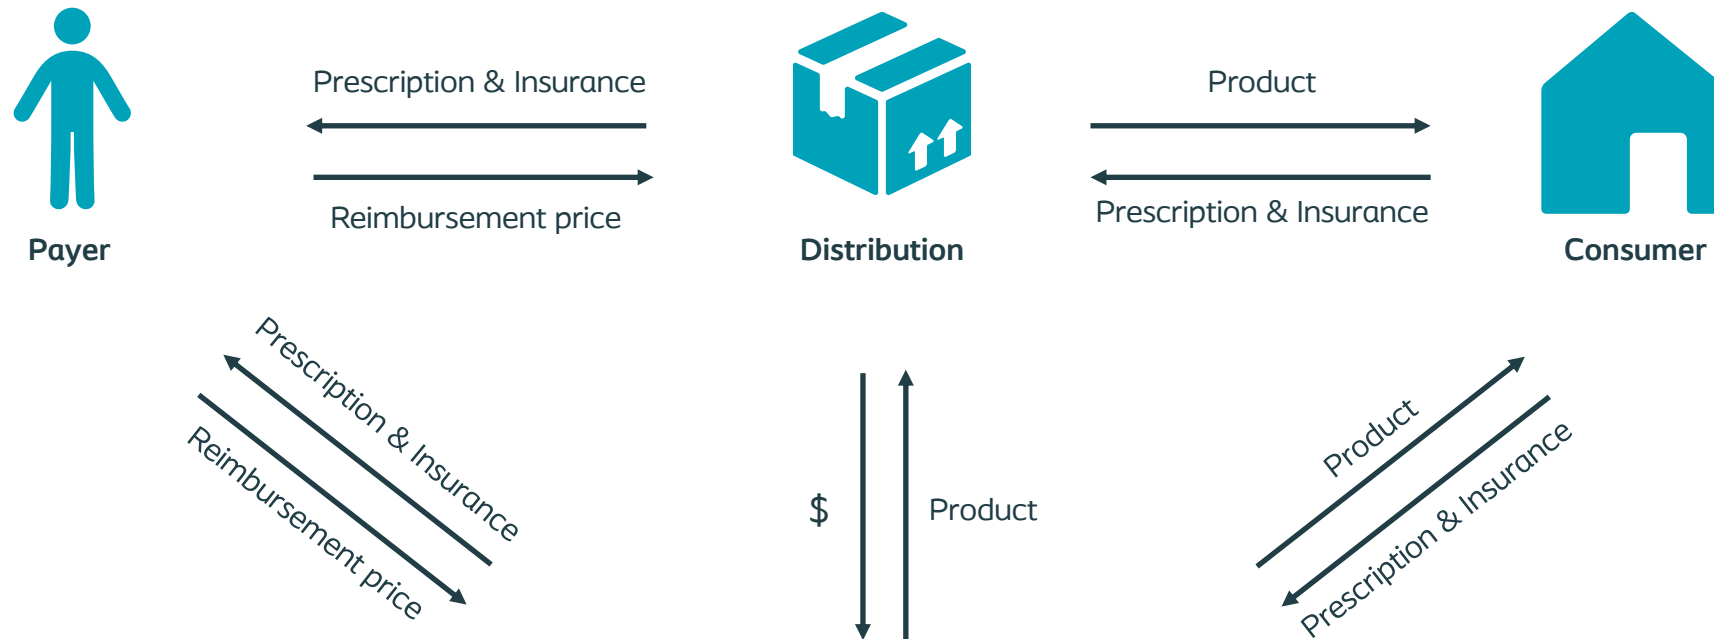 Prescription & Insurance
Product
Reimbursement price
Prescription & Insurance
Payer
Distribution
Consumer
Prescription & Insurance
Reimbursement price
$
Product
Product
Prescription & Insurance